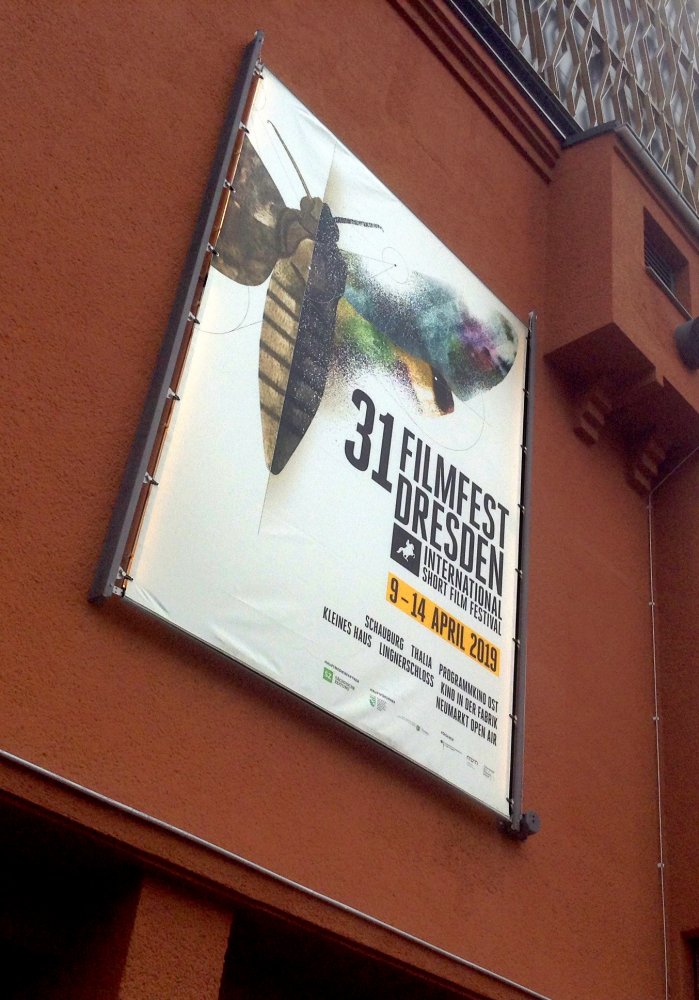 31 FILMFEST
DRESDEN
INTERNATIONAL
SHORT FILM FESTIVAL
9–14 APRIL 2019
SCHAUBURG THALIA PROGRAMMKINO OST
KLEINES HAUS LINGNERSCHLOSS KINO IN DER FABRIK
NEUMARKT OPEN AIR
SZ